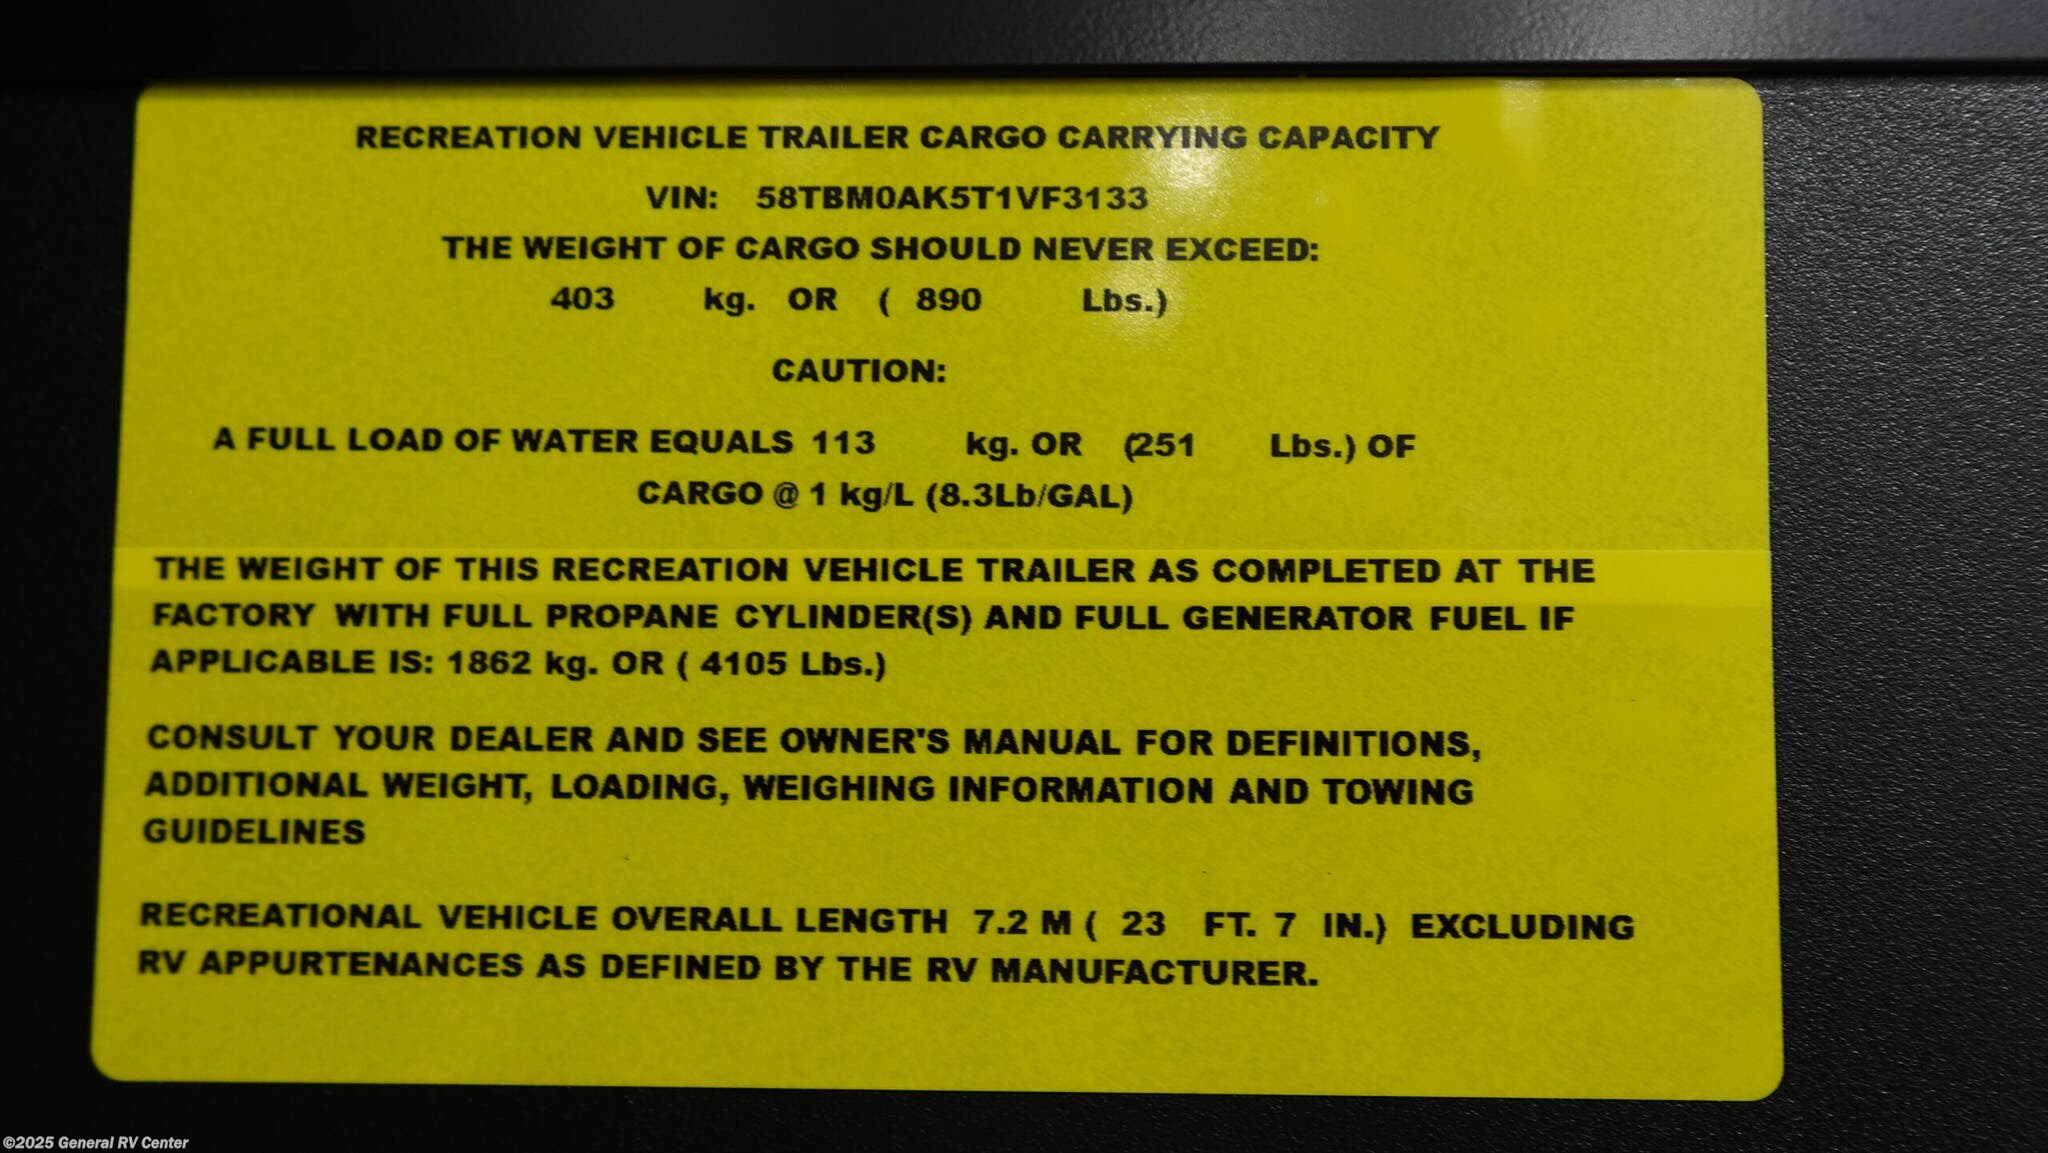 RECREATION VEHICLE TRAILER CARGO CARRYING CAPACITY
VIN: 58TBM0AK5T1VF3133
THE WEIGHT OF CARGO SHOULD NEVER EXCEED:
403 kg. OR ( 890 Lbs.)
CAUTION:
A FULL LOAD OF WATER EQUALS 113 kg. OR (251 Lbs.) OF
CARGO @ 1 kg/L (8.3Lb/GAL)
THE WEIGHT OF THIS RECREATION VEHICLE TRAILER AS COMPLETED AT THE
FACTORY WITH FULL PROPANE CYLINDER(S) AND FULL GENERATOR FUEL IF
APPLICABLE IS: 1862 kg. OR ( 4105 Lbs.)
CONSULT YOUR DEALER AND SEE OWNER'S MANUAL FOR DEFINITIONS,
ADDITIONAL WEIGHT, LOADING, WEIGHING INFORMATION AND TOWING
GUIDELINES
RECREATIONAL VEHICLE OVERALL LENGTH 7.2 M ( 23 FT. 7 IN.) EXCLUDING
RV APPURTENANCES AS DEFINED BY THE RV MANUFACTURER.
©2025 General RV Center